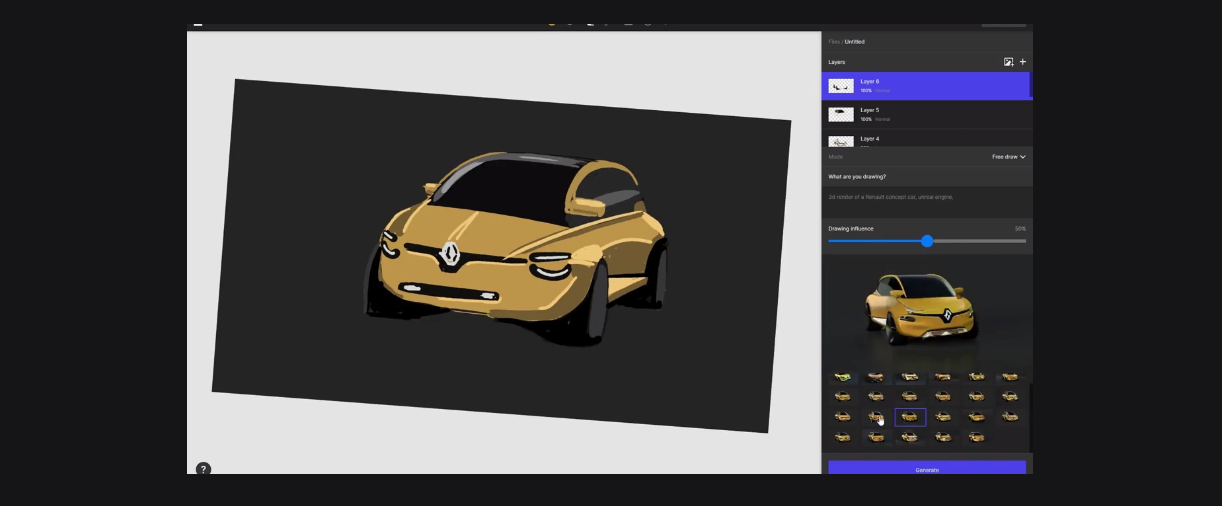 Files / Untitled
Layers
Layer 6
100% Normal
Layer 5
100% Normal
Layer 4
Mode
Free draw
What are you drawing?
3d render of a Renault concept car, unreal engine,
Drawing influence
50%
Generate
?